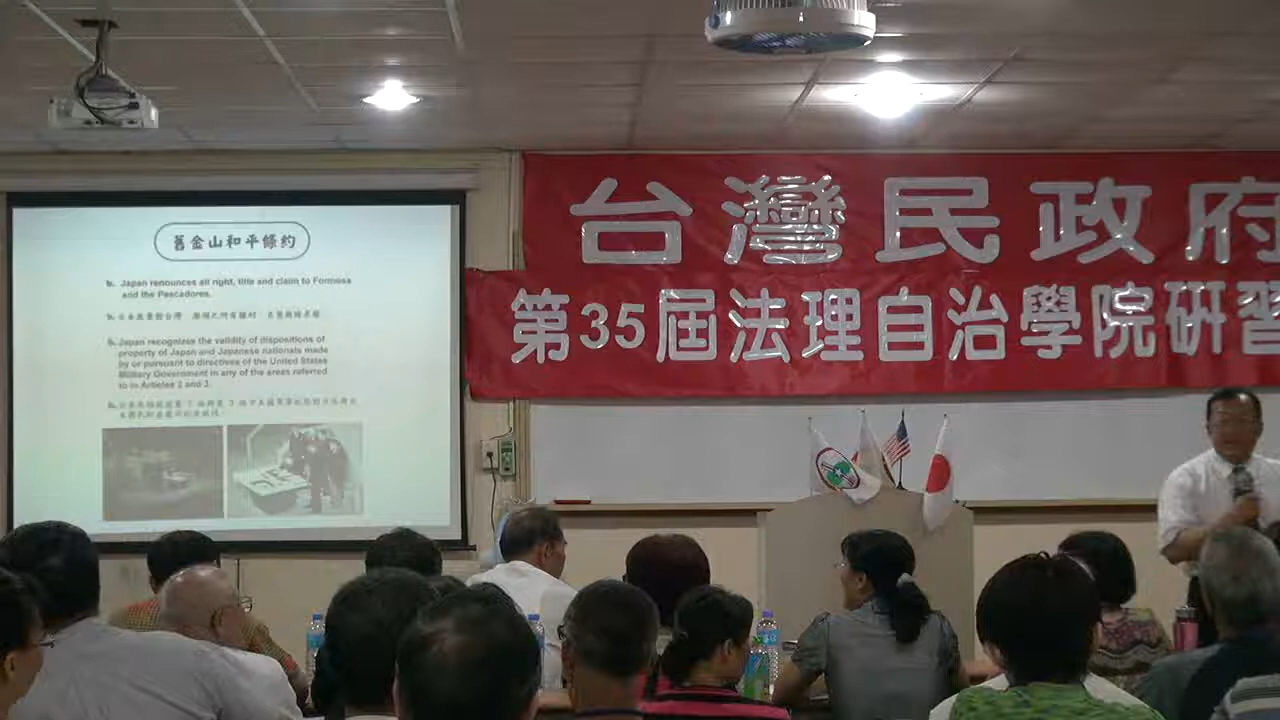 舊金山和平條約
b. Japan renounces all right, title and claim to Formosa
and the Pescadores.
b. Japan recognizes the validity of dispositions of
property of Japan and Japanese nationals made
by or pursuant to directives of the United States
Military Government in any of the areas referred
to in Articles 2 and 3.
台灣民政府
第35屆法理自治學院研習